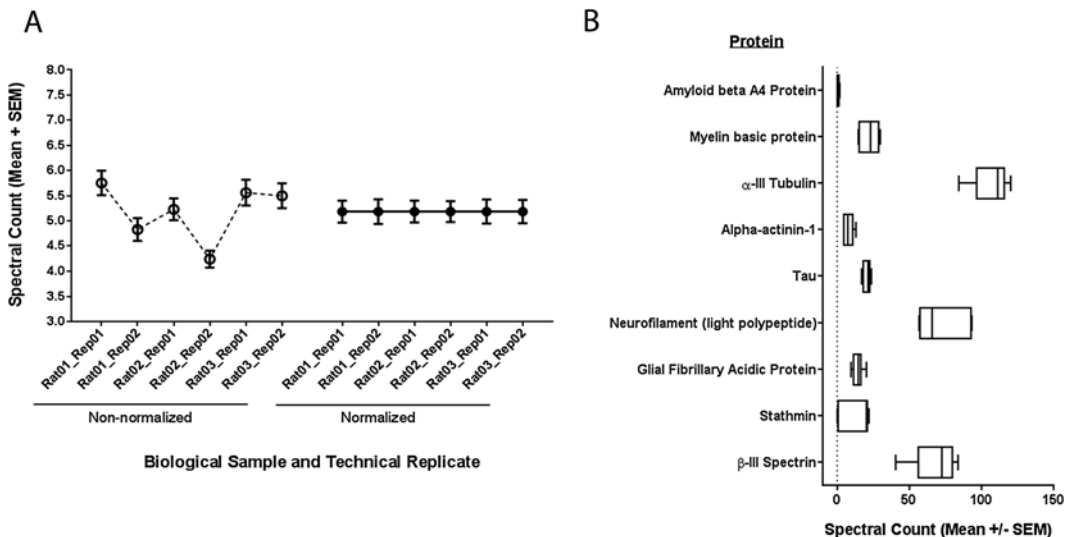 A
Spectral Count (Mean + SEM)
8.0
7.5
7.0
6.5
6.0
5.5
5.0
4.5
4.0
3.5
3.0
Rat01_Rep01
Rat01_Rep02
Rat02_Rep01
Rat02_Rep02
Rat03_Rep01
Rat03_Rep02
Rat01_Rep01
Rat01_Rep02
Rat02_Rep01
Rat02_Rep02
Rat03_Rep01
Rat03_Rep02
Non-normalized
Normalized
Biological Sample and Technical Replicate
B
Protein
Amyloid beta A4 Protein
Myelin basic protein
α-III Tubulin
Alpha-actinin-1
Tau
Neurofilament (light polypeptide)
Glial Fibrillary Acidic Protein
Stathmin
β-III Spectrin
0 50 100 150
Spectral Count (Mean +/- SEM)